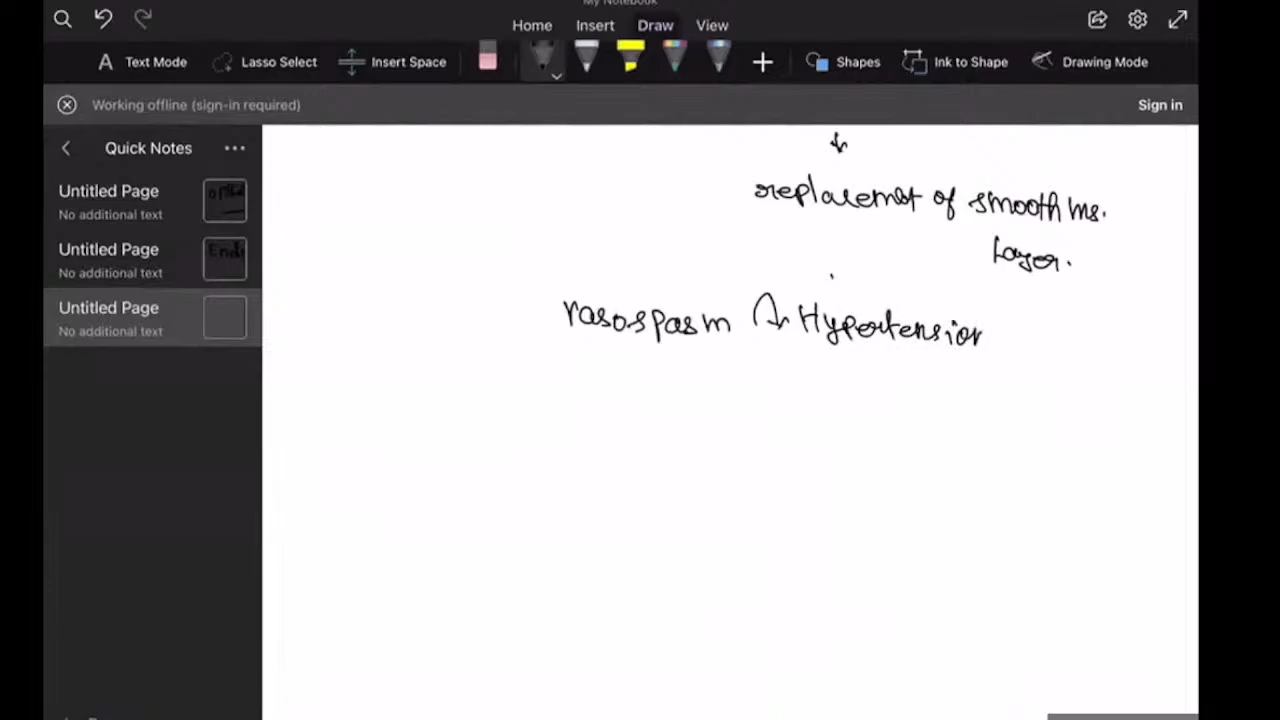 My Notebook
Home Insert Draw View
Text Mode Lasso Select Insert Space Shapes Ink to Shape Drawing Mode
Working offline (sign-in required) Sign in
Quick Notes
Untitled Page
No additional text
Untitled Page
No additional text
Untitled Page
No additional text
replacemet of smooth ms.
layer.
vasospasm Hypertension